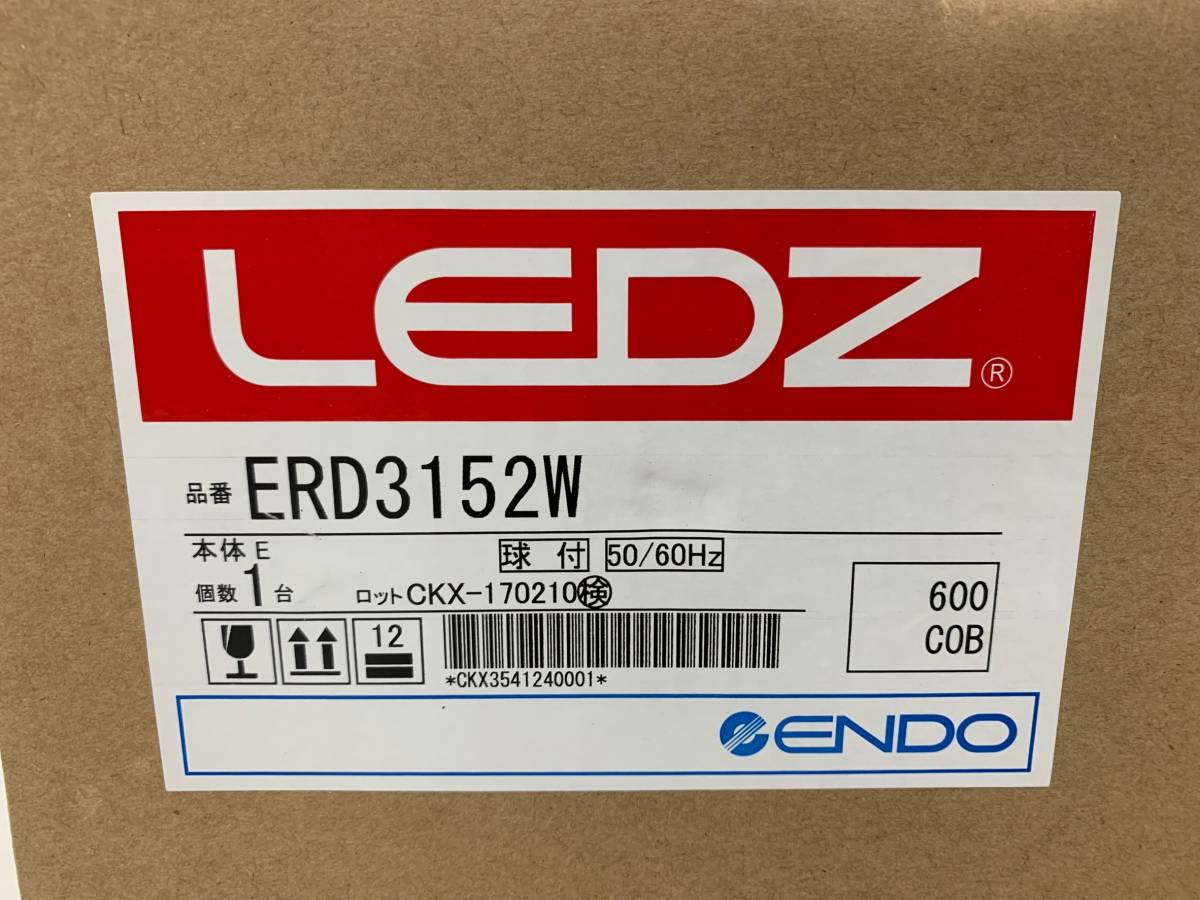 LEDZ®
品番 ERD3152W
本体 E 球付 50/60Hz
個数 1 台 ロット CKX-170210 検
600
COB
12
*CKX3541240001*
ENDO